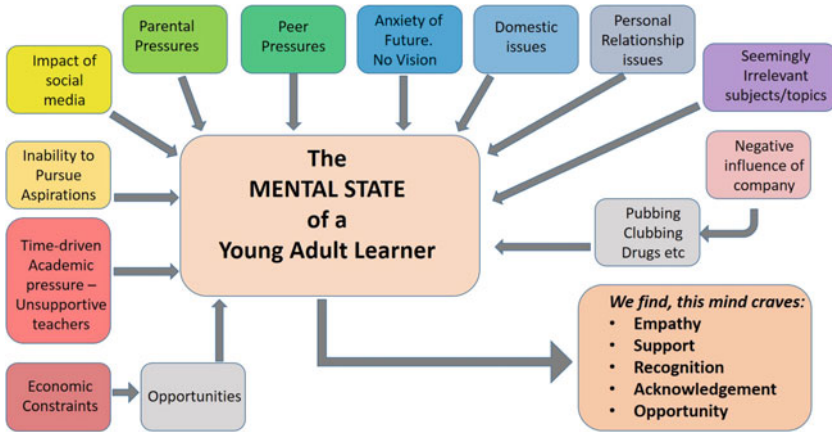 Impact of
social
media
Parental
Pressures
Peer
Pressures
Anxiety of
Future.
No Vision
Domestic
issues
Personal
Relationship
issues
Seemingly
Irrelevant
subjects/topics
Inability to
Pursue
Aspirations
The
MENTAL STATE
of a
Young Adult Learner
Negative
influence of
company
Pubbing
Clubbing
Drugs etc
Time-driven
Academic
pressure –
Unsupportive
teachers
Economic
Constraints
Opportunities
We find, this mind craves:
• Empathy
• Support
• Recognition
• Acknowledgement
• Opportunity